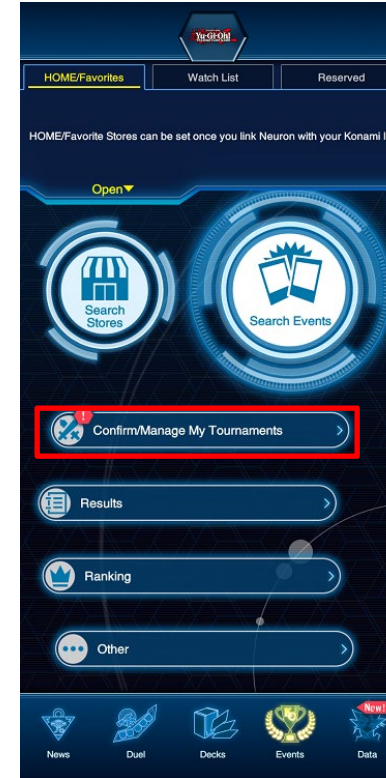 Yu-Gi-Oh!
HOME/Favorites
Watch List
Reserved
HOME/Favorite Stores can be set once you link Neuron with your Konami I
Open▼
Search
Stores
Search Events
!
Confirm/Manage My Tournaments
Results
Ranking
Other
New!
News
Duel
Decks
Events
Data